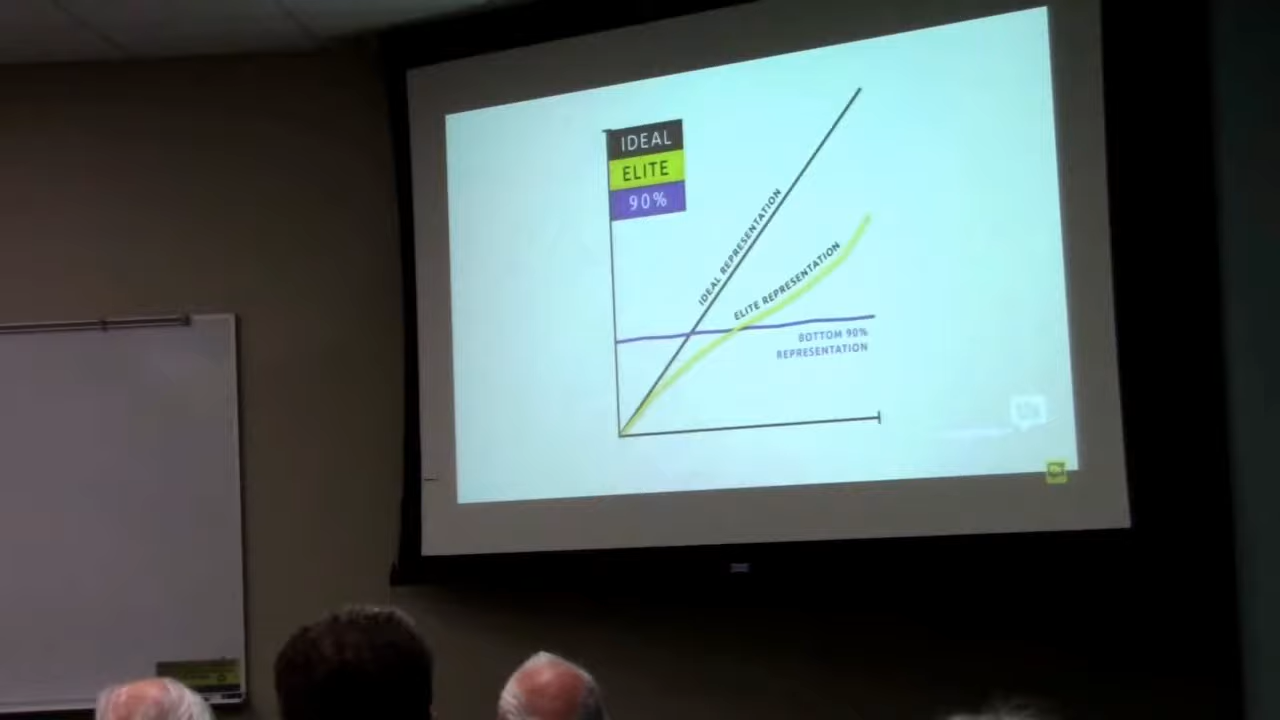 IDEAL
ELITE
90%
IDEAL REPRESENTATION
ELITE REPRESENTATION
BOTTOM 90%
REPRESENTATION